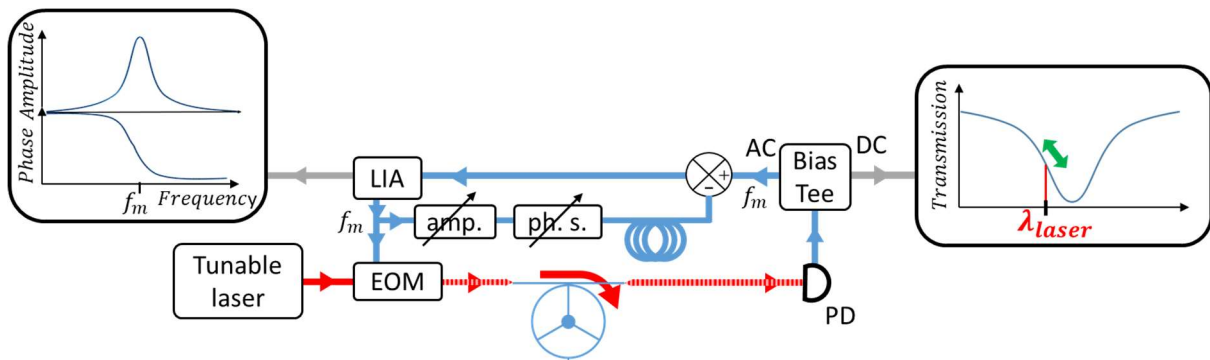 Phase Amplitude
f_m
Frequency
LIA
f_m
amp.
ph. s.
+
-
AC
f_m
Bias
Tee
DC
Transmission
λ_laser
Tunable
laser
EOM
PD